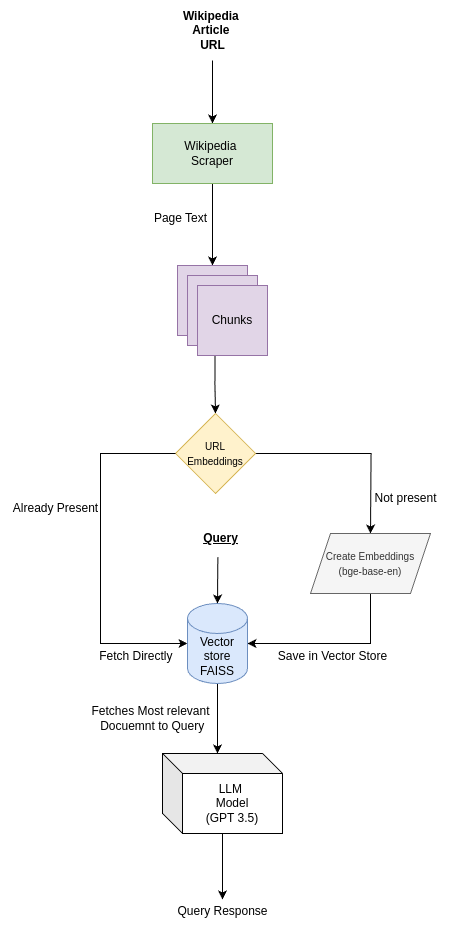 Wikipedia
Article
URL
Wikipedia
Scraper
Page Text
Chunks
URL
Embeddings
Already Present
Not present
Query
Create Embeddings
(bge-base-en)
Vector
store
FAISS
Fetch Directly
Save in Vector Store
Fetches Most relevant
Docuemnt to Query
LLM
Model
(GPT 3.5)
Query Response